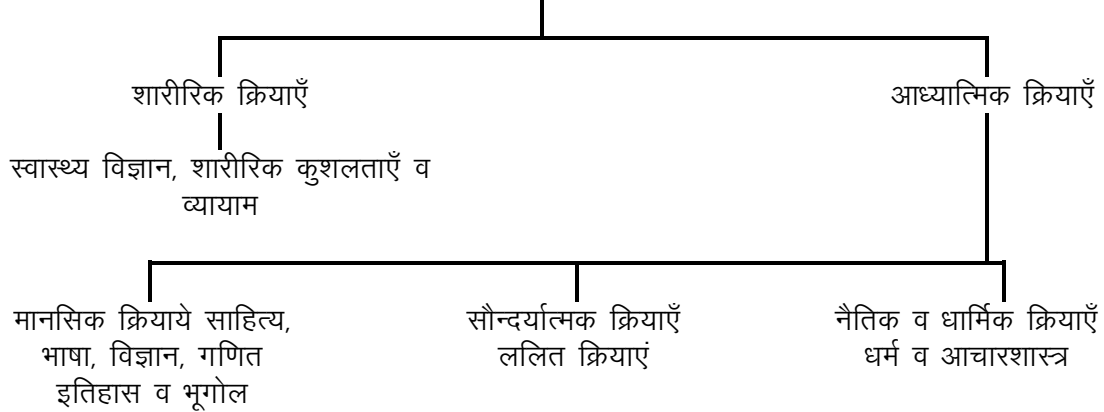 शारीरिक क्रियाएँ
आध्यात्मिक क्रियाएँ
स्वास्थ्य विज्ञान, शारीरिक कुशलताएँ व
व्यायाम
मानसिक क्रियाये साहित्य,
भाषा, विज्ञान, गणित
इतिहास व भूगोल
सौन्दर्यात्मक क्रियाएँ
ललित क्रियाएं
नैतिक व धार्मिक क्रियाएँ
धर्म व आचारशास्त्र